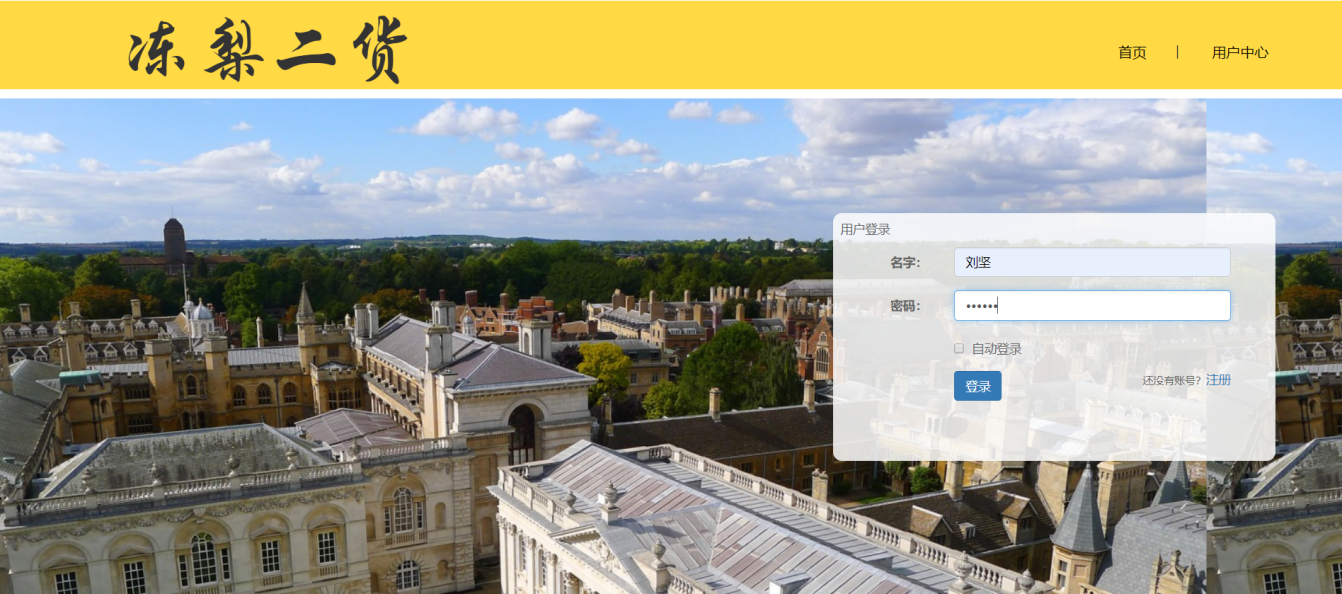 冻梨二货
首页 | 用户中心
用户登录
名字: 刘坚
密码: ••••••
自动登录
登录 还没有账号? 注册